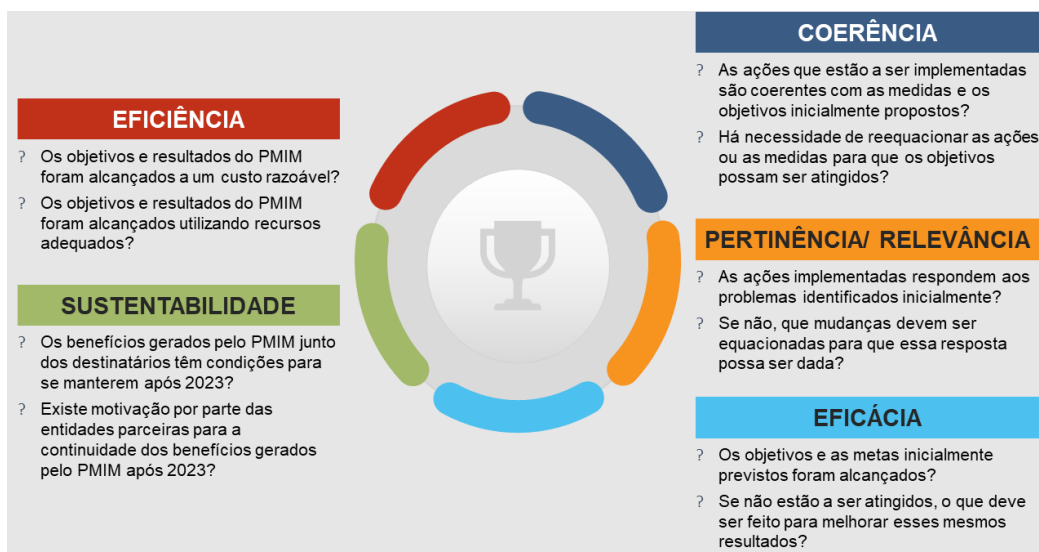 EFICIÊNCIA
? Os objetivos e resultados do PMIM
foram alcançados a um custo razoável?
? Os objetivos e resultados do PMIM
foram alcançados utilizando recursos
adequados?
SUSTENTABILIDADE
? Os benefícios gerados pelo PMIM junto
dos destinatários têm condições para
se manterem após 2023?
? Existe motivação por parte das
entidades parceiras para a
continuidade dos benefícios gerados
pelo PMIM após 2023?
COERÊNCIA
? As ações que estão a ser implementadas
são coerentes com as medidas e os
objetivos inicialmente propostos?
? Há necessidade de reequacionar as ações
ou as medidas para que os objetivos
possam ser atingidos?
PERTINÊNCIA/ RELEVÂNCIA
? As ações implementadas respondem aos
problemas identificados inicialmente?
? Se não, que mudanças devem ser
equacionadas para que essa resposta
possa ser dada?
EFICÁCIA
? Os objetivos e as metas inicialmente
previstos foram alcançados?
? Se não estão a ser atingidos, o que deve
ser feito para melhorar esses mesmos
resultados?